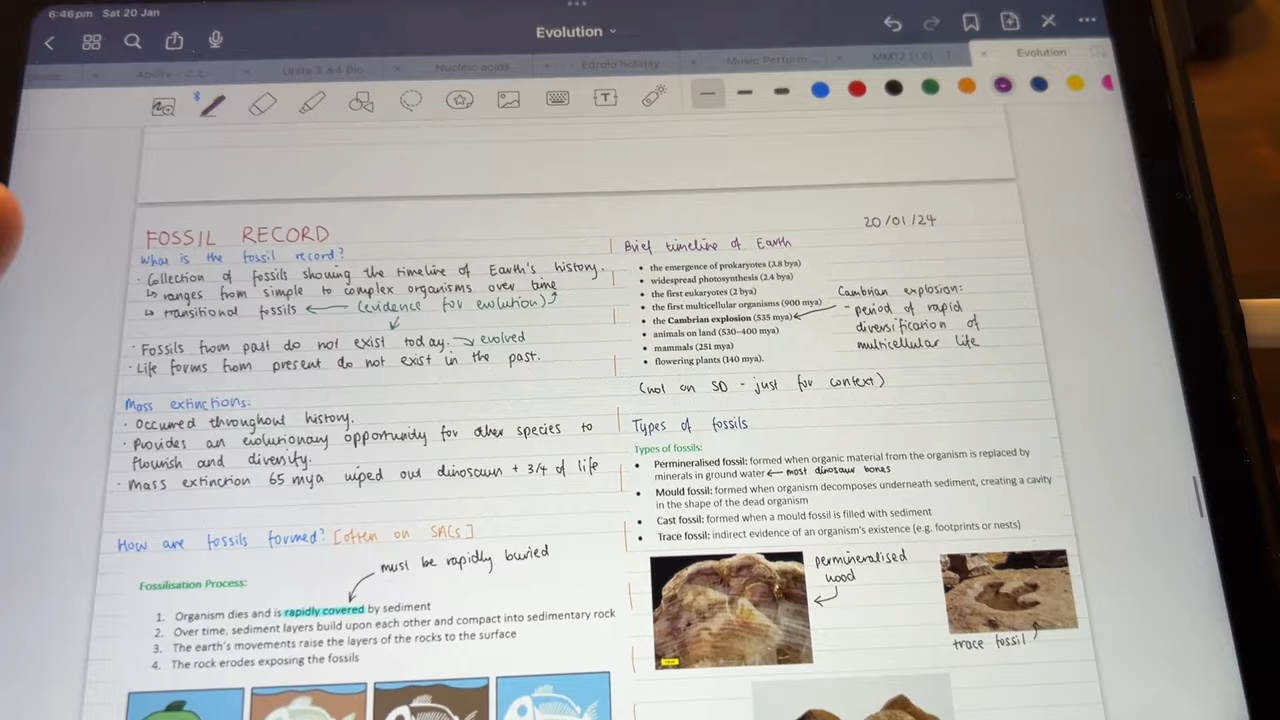 6:46pm Sat 20 Jan
Evolution
Ability
Units 3 & 4 Bio
Nucleic acids
Edrolo holiday
Music Perform...
Evolution
FOSSIL RECORD
What is the fossil record?
· Collection of fossils showing the timeline of Earth's history.
↳ ranges from simple to complex organisms over time
↳ transitional fossils ← (evidence for evolution)
· Fossils from past do not exist today. → evolved
· Life forms from present do not exist in the past.
Mass extinctions:
· Occurred throughout history.
· Provides an evolutionary opportunity for other species to
flourish and diversity.
· Mass extinction 65 mya wiped out dinosaurs + 3/4 of life
How are fossils formed? [often on SACs]
must be rapidly buried
Fossilisation Process:
1. Organism dies and is rapidly covered by sediment
2. Over time, sediment layers build upon each other and compact into sedimentary rock
3. The earth's movements raise the layers of the rocks to the surface
4. The rock erodes exposing the fossils
20/01/24
Brief timeline of Earth
• the emergence of prokaryotes (3.8 bya)
• widespread photosynthesis (2.4 bya)
• the first eukaryotes (2 bya)
• the first multicellular organisms (900 mya)
• the Cambrian explosion (535 mya)
• animals on land (530–400 mya)
• mammals (251 mya)
• flowering plants (140 mya).
Cambrian explosion:
- period of rapid
diversification of
multicellular life
(not on SD - just for context)
Types of fossils
Types of fossils:
• Permineralised fossil: formed when organic material from the organism is replaced by
minerals in ground water ← most dinosaur bones
• Mould fossil: formed when organism decomposes underneath sediment, creating a cavity
in the shape of the dead organism
• Cast fossil: formed when a mould fossil is filled with sediment
• Trace fossil: indirect evidence of an organism's existence (e.g. footprints or nests)
permineralised
wood
trace fossil